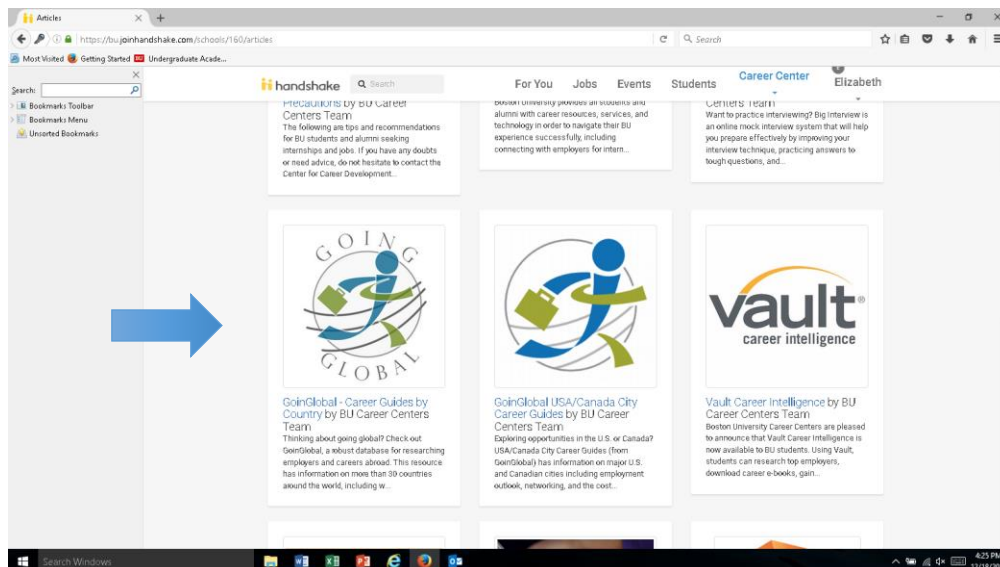 Articles
https://bu.joinhandshake.com/schools/160/articles
Search
Most Visited
Getting Started
Undergraduate Acade...
Search:
Bookmarks Toolbar
Bookmarks Menu
Unsorted Bookmarks
handshake
Search
For You
Jobs
Events
Students
Career Center
Elizabeth
Precautions by BU Career
Centers Team
The following are tips and recommendations
for BU students and alumni seeking
internships and jobs. If you have any doubts
or need advice, do not hesitate to contact the
Center for Career Development...
Boston University provides all students and
alumni with career resources, services, and
technology in order to navigate their BU
experience successfully, including
connecting with employers for intern...
Centers Team
Want to practice interviewing? Big Interview is
an online mock interview system that will help
you prepare effectively by improving your
interview technique, practicing answers to
tough questions, and...
GOING
GLOBAL
GoinGlobal - Career Guides by
Country by BU Career Centers
Team
Thinking about going global? Check out
GoinGlobal, a robust database for researching
employers and careers abroad. This resource
has information on more than 30 countries
around the world, including w...
GoinGlobal USA/Canada City
Career Guides by BU Career
Centers Team
Exploring opportunities in the U.S. or Canada?
USA/Canada City Career Guides (from
GoinGlobal) has information on major U.S.
and Canadian cities including employment
outlook, networking, and the cost...
vault
career intelligence
Vault Career Intelligence by BU
Career Centers Team
Boston University Career Centers are pleased
to announce that Vault Career Intelligence is
now available to BU students. Using Vault,
students can research top employers,
download career e-books, gain...
Search Windows
4:25 PM